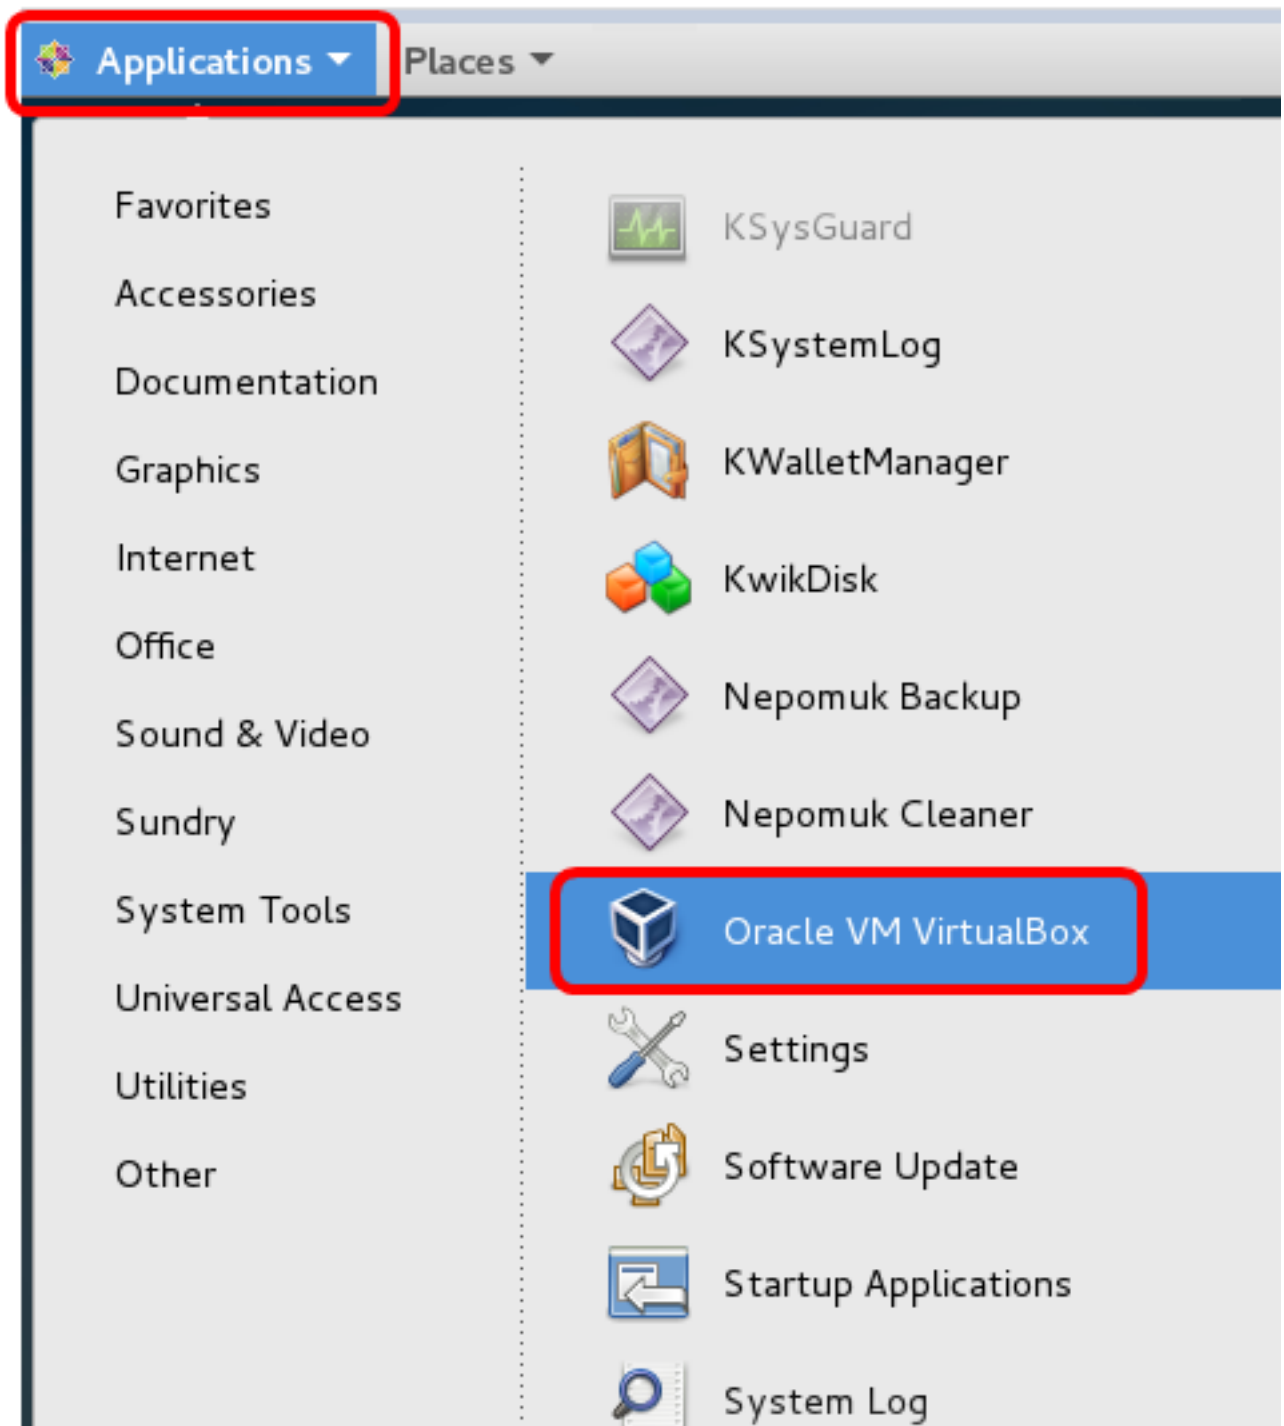 Applications Places
Favorites
Accessories
Documentation
Graphics
Internet
Office
Sound & Video
Sundry
System Tools
Universal Access
Utilities
Other
KSysGuard
KSystemLog
KWalletManager
KwikDisk
Nepomuk Backup
Nepomuk Cleaner
Oracle VM VirtualBox
Settings
Software Update
Startup Applications
System Log